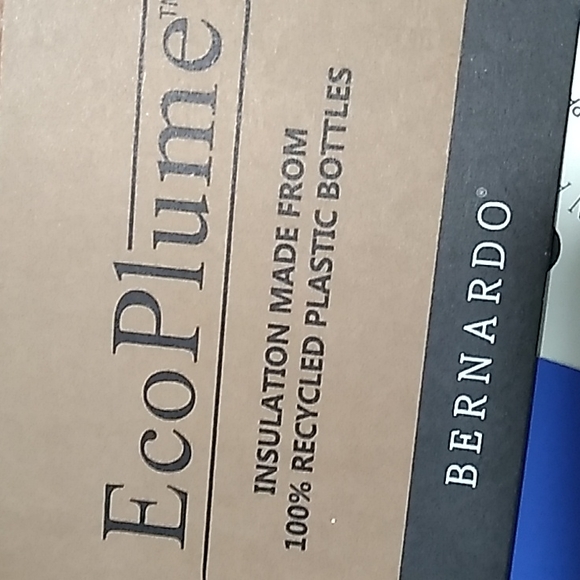 EcoPlume™
INSULATION MADE FROM
100% RECYCLED PLASTIC BOTTLES
BERNARDO®